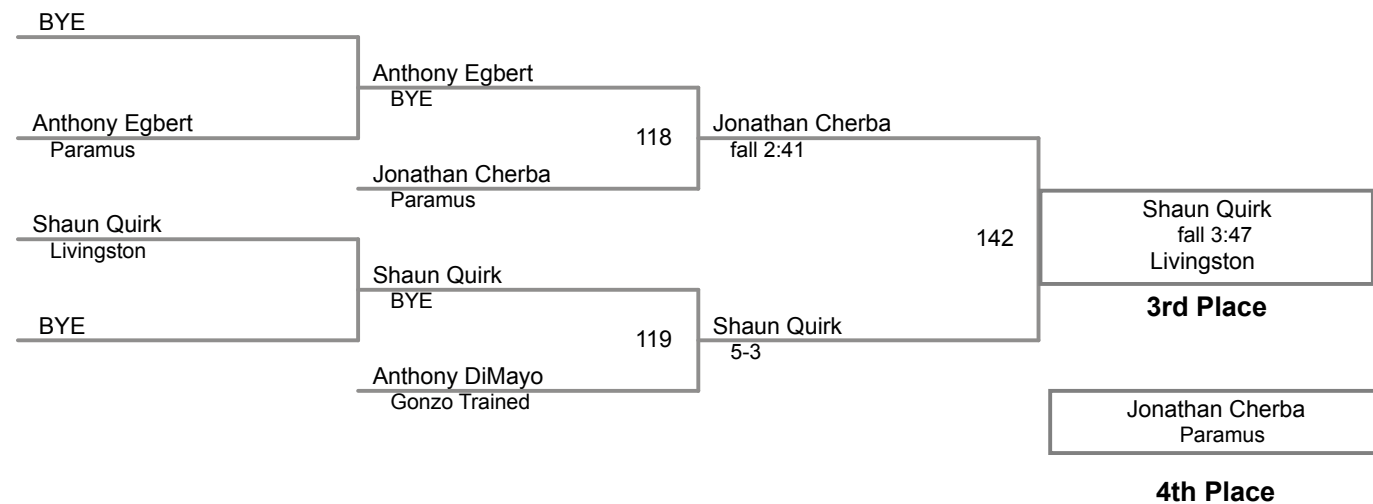 BYE
Anthony Egbert
BYE
Anthony Egbert
Paramus
118
Jonathan Cherba
fall 2:41
Jonathan Cherba
Paramus
Shaun Quirk
Livingston
142
Shaun Quirk
fall 3:47
Livingston
3rd Place
Shaun Quirk
BYE
BYE
119
Shaun Quirk
5-3
Anthony DiMayo
Gonzo Trained
Jonathan Cherba
Paramus
4th Place